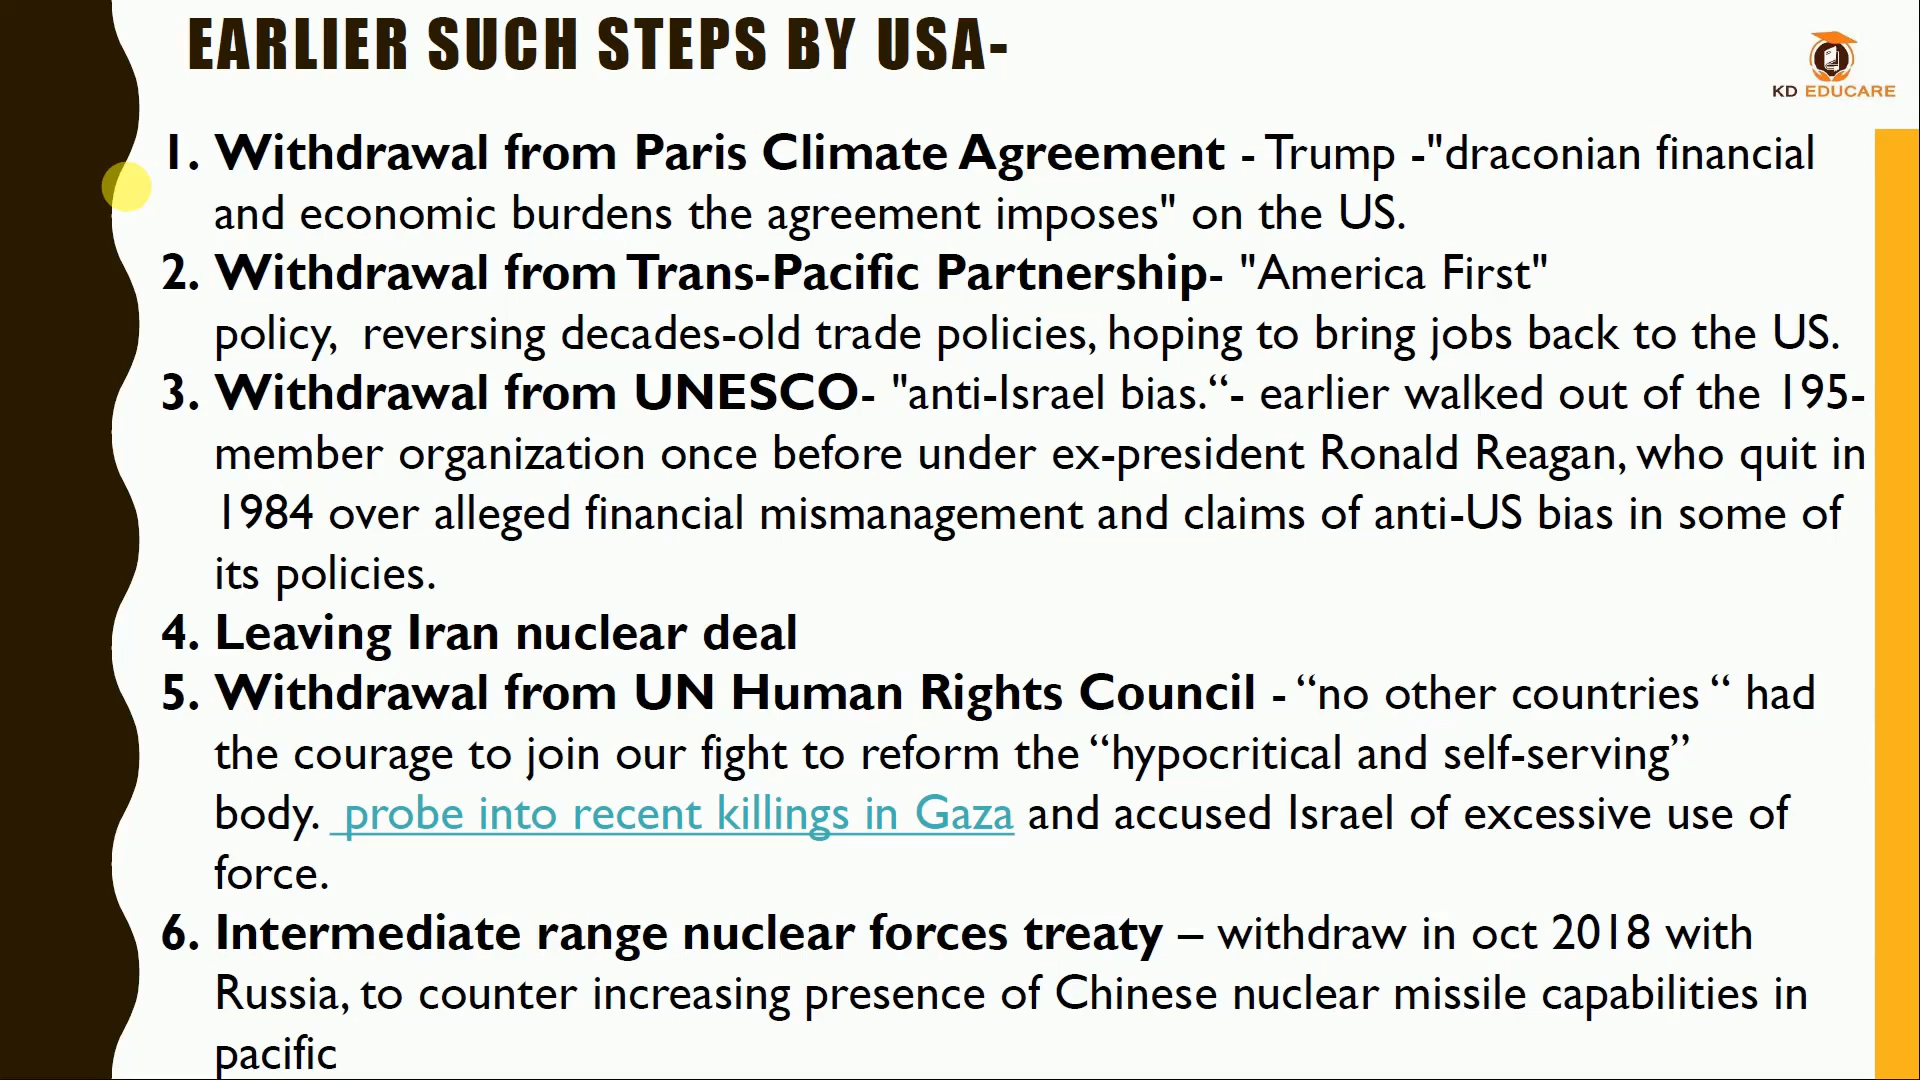 EARLIER SUCH STEPS BY USA-
KD EDUCARE
1. Withdrawal from Paris Climate Agreement - Trump -"draconian financial
and economic burdens the agreement imposes" on the US.
2. Withdrawal from Trans-Pacific Partnership- "America First"
policy,  reversing decades-old trade policies, hoping to bring jobs back to the US.
3. Withdrawal from UNESCO- "anti-Israel bias.“- earlier walked out of the 195-
member organization once before under ex-president Ronald Reagan, who quit in
1984 over alleged financial mismanagement and claims of anti-US bias in some of
its policies.
4. Leaving Iran nuclear deal
5. Withdrawal from UN Human Rights Council - “no other countries “ had
the courage to join our fight to reform the “hypocritical and self-serving”
body.  probe into recent killings in Gaza and accused Israel of excessive use of
force.
6. Intermediate range nuclear forces treaty – withdraw in oct 2018 with
Russia, to counter increasing presence of Chinese nuclear missile capabilities in
pacific